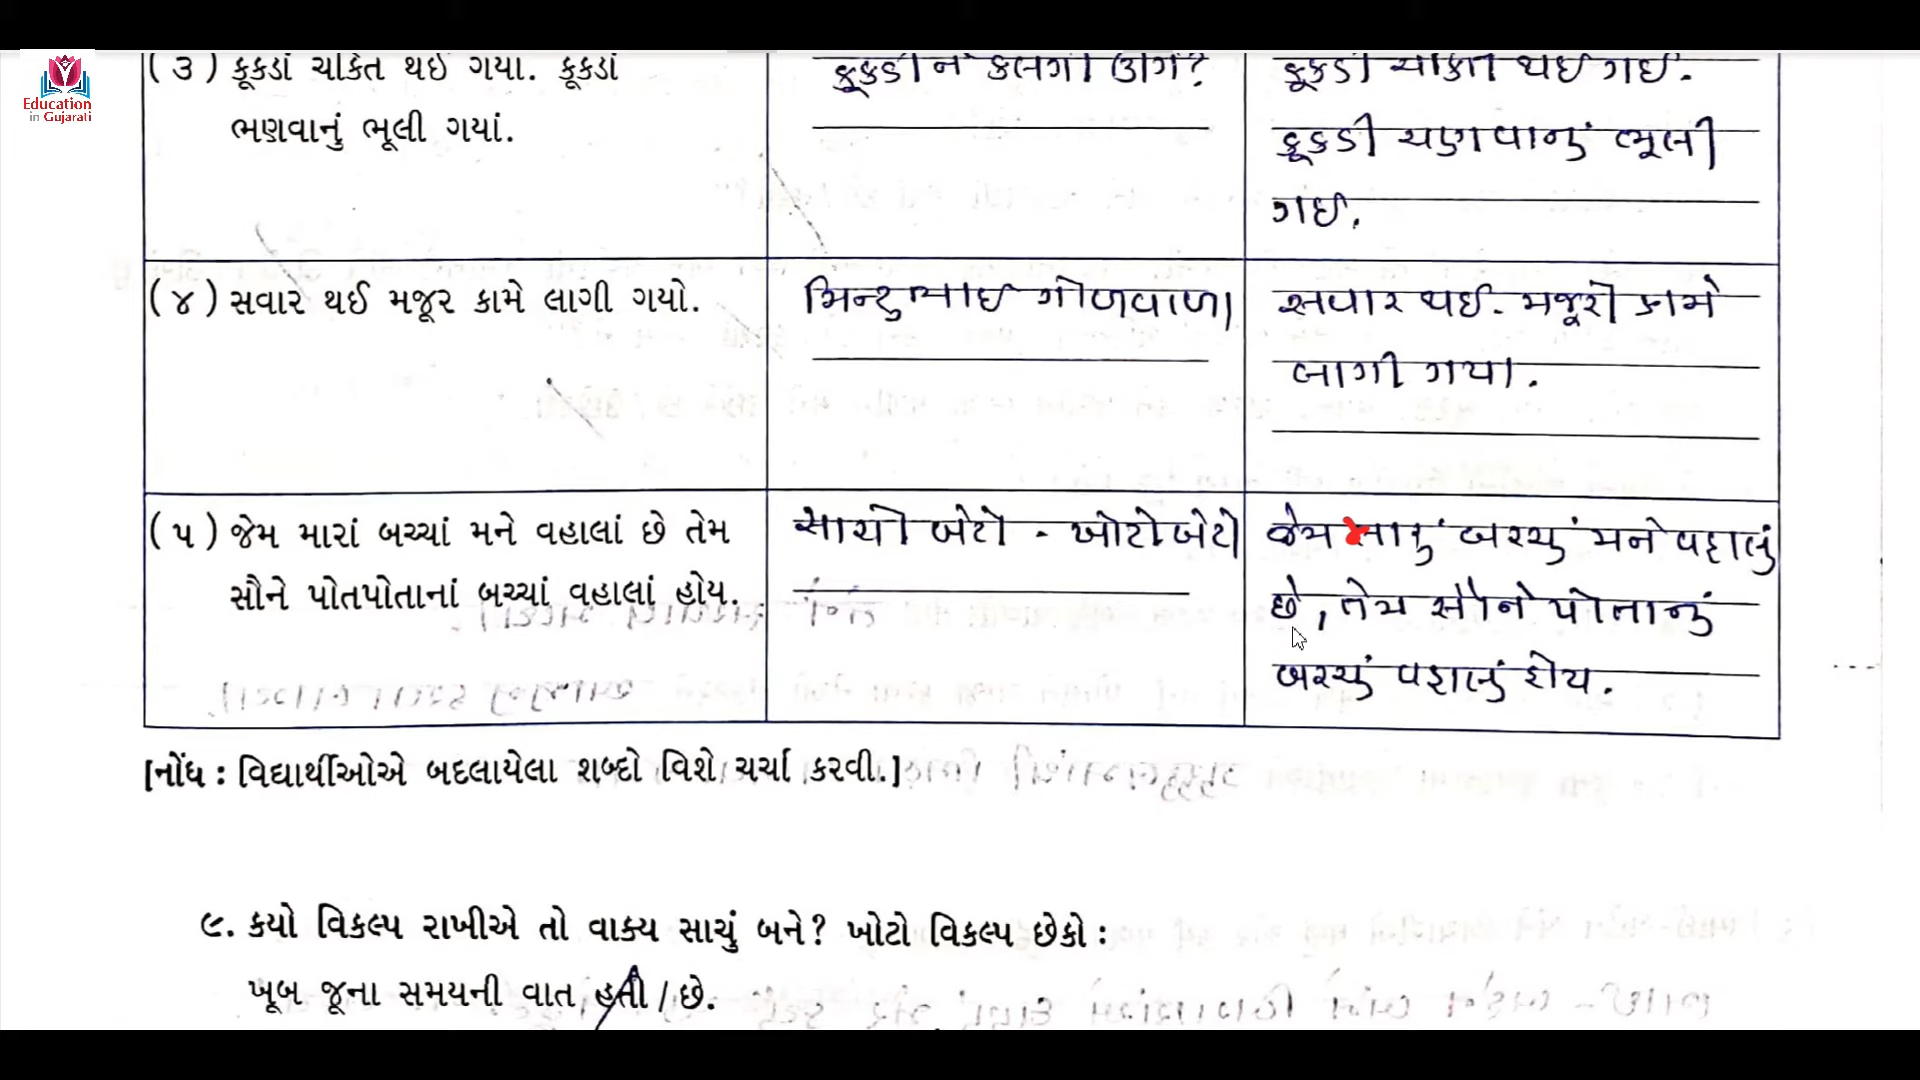 Education
in Gujarati
(૩) કૂકડાં ચકિત થઈ ગયા. કૂકડાં
ભણવાનું ભૂલી ગયાં.
કૂકડીને કલગી ઊગે?
કૂકડી ચકિત થઈ ગઈ.
કૂકડી ચણવાનું ભૂલી
ગઈ.
(૪) સવાર થઈ મજૂર કામે લાગી ગયો.
મિન્ટુભાઈ ગોળવાળા
સવાર થઈ. મજૂરો કામે
લાગી ગયા.
(૫) જેમ મારાં બચ્ચાં મને વહાલાં છે તેમ
સૌને પોતપોતાનાં બચ્ચાં વહાલાં હોય.
સાચો બેટો - ખોટો બેટો
જેમ મારું બચ્ચું મને વહાલું
છે, તેમ સૌને પોતાનું
બચ્ચું વહાલું હોય.
[નોંધ : વિદ્યાર્થીઓએ બદલાયેલા શબ્દો વિશે ચર્ચા કરવી.]
૯. કયો વિકલ્પ રાખીએ તો વાક્ય સાચું બને? ખોટો વિકલ્પ છેકો :
ખૂબ જૂના સમયની વાત હતી / છે.